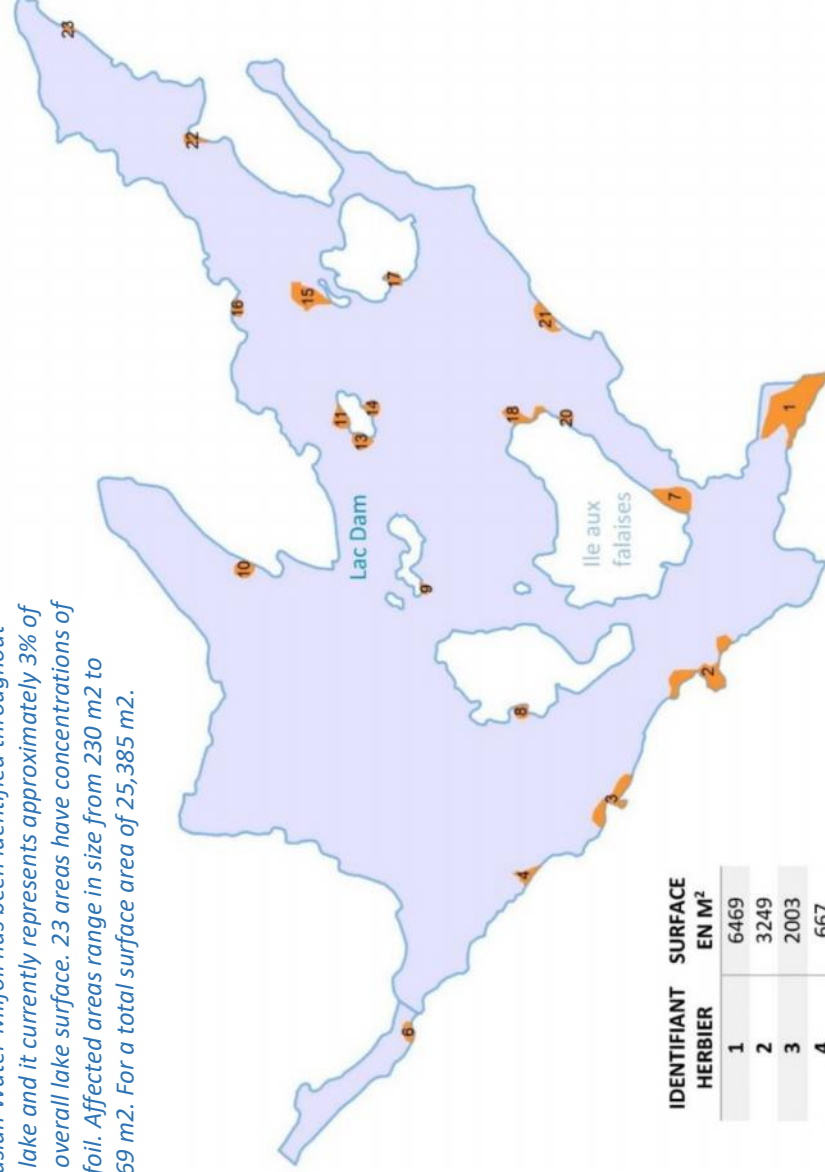 lake and it currently represents approximately 3% of
overall lake surface. 23 areas have concentrations of
foil. Affected areas range in size from 230 m2 to
69 m2. For a total surface area of 25,385 m2.
23
22
16
15
17
11
14
13
21
18
20
1
7
10
Lac Dam
9
Ile aux
falaises
2
8
3
4
6
IDENTIFIANT SURFACE
HERBIER EN M²
1 6469
2 3249
3 2003
4 667